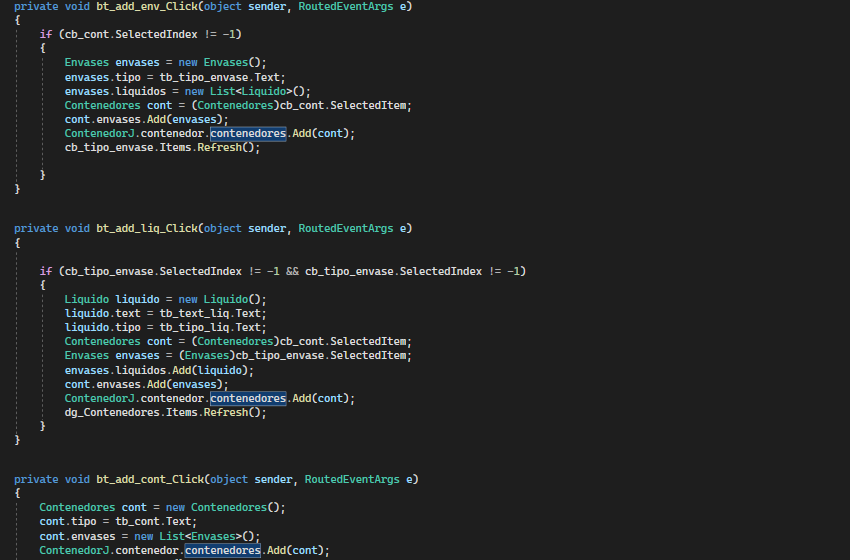 private void bt_add_env_Click(object sender, RoutedEventArgs e)
{
if (cb_cont.SelectedIndex != -1)
{
Envases envases = new Envases();
envases.tipo = tb_tipo_envase.Text;
envases.liquidos = new List<Liquido>();
Contenedores cont = (Contenedores)cb_cont.SelectedItem;
cont.envases.Add(envases);
ContenedorJ.contenedor.contenedores.Add(cont);
cb_tipo_envase.Items.Refresh();
}
}
private void bt_add_liq_Click(object sender, RoutedEventArgs e)
{
if (cb_tipo_envase.SelectedIndex != -1 && cb_tipo_envase.SelectedIndex != -1)
{
Liquido liquido = new Liquido();
liquido.text = tb_text_liq.Text;
liquido.tipo = tb_tipo_liq.Text;
Contenedores cont = (Contenedores)cb_cont.SelectedItem;
Envases envases = (Envases)cb_tipo_envase.SelectedItem;
envases.liquidos.Add(liquido);
cont.envases.Add(envases);
ContenedorJ.contenedor.contenedores.Add(cont);
dg_Contenedores.Items.Refresh();
}
}
private void bt_add_cont_Click(object sender, RoutedEventArgs e)
{
Contenedores cont = new Contenedores();
cont.tipo = tb_cont.Text;
cont.envases = new List<Envases>();
ContenedorJ.contenedor.contenedores.Add(cont);